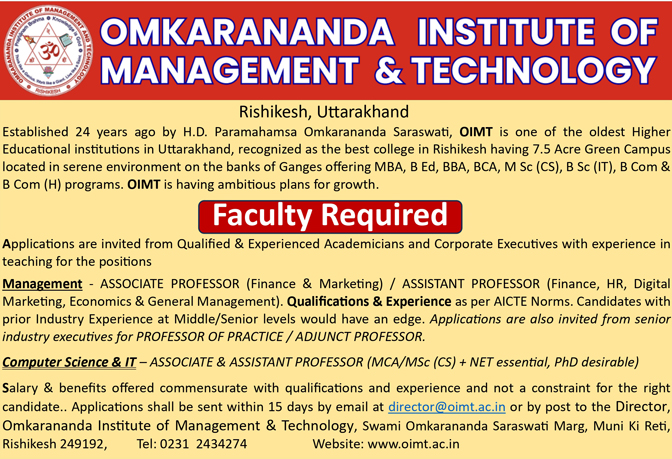 OMKARANANDA INSTITUTE OF MANAGEMENT AND TECHNOLOGY
RISHIKESH
OMKARANANDA INSTITUTE OF
MANAGEMENT & TECHNOLOGY
Rishikesh, Uttarakhand
Established 24 years ago by H.D. Paramahamsa Omkarananda Saraswati, OIMT is one of the oldest Higher
Educational institutions in Uttarakhand, recognized as the best college in Rishikesh having 7.5 Acre Green Campus
located in serene environment on the banks of Ganges offering MBA, B Ed, BBA, BCA, M Sc (CS), B Sc (IT), B Com &
B Com (H) programs. OIMT is having ambitious plans for growth.
Faculty Required
Applications are invited from Qualified & Experienced Academicians and Corporate Executives with experience in
teaching for the positions
Management - ASSOCIATE PROFESSOR (Finance & Marketing) / ASSISTANT PROFESSOR (Finance, HR, Digital
Marketing, Economics & General Management). Qualifications & Experience as per AICTE Norms. Candidates with
prior Industry Experience at Middle/Senior levels would have an edge. Applications are also invited from senior
industry executives for PROFESSOR OF PRACTICE / ADJUNCT PROFESSOR.
Computer Science & IT – ASSOCIATE & ASSISTANT PROFESSOR (MCA/MSc (CS) + NET essential, PhD desirable)
Salary & benefits offered commensurate with qualifications and experience and not a constraint for the right
candidate.. Applications shall be sent within 15 days by email at director@oimt.ac.in or by post to the Director,
Omkarananda Institute of Management & Technology, Swami Omkarananda Saraswati Marg, Muni Ki Reti,
Rishikesh 249192, Tel: 0231 2434274 Website: www.oimt.ac.in